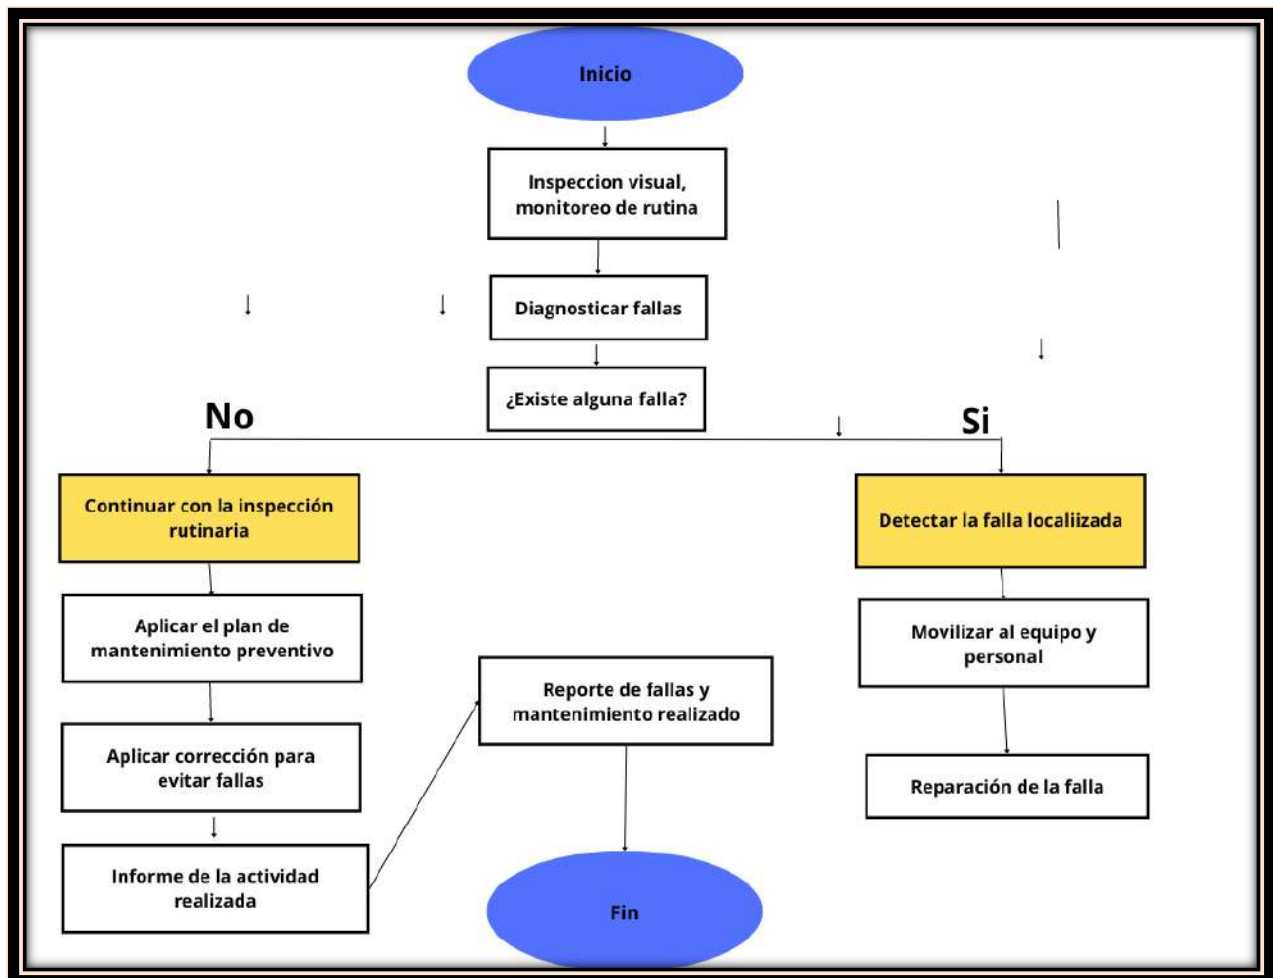 Inicio
Inspeccion visual,
monitoreo de rutina
Diagnosticar fallas
¿Existe alguna falla?
No
Si
Continuar con la inspección
rutinaria
Detectar la falla localiizada
Aplicar el plan de
mantenimiento preventivo
Movilizar al equipo y
personal
Reporte de fallas y
mantenimiento realizado
Aplicar corrección para
evitar fallas
Reparación de la falla
Informe de la actividad
realizada
Fin